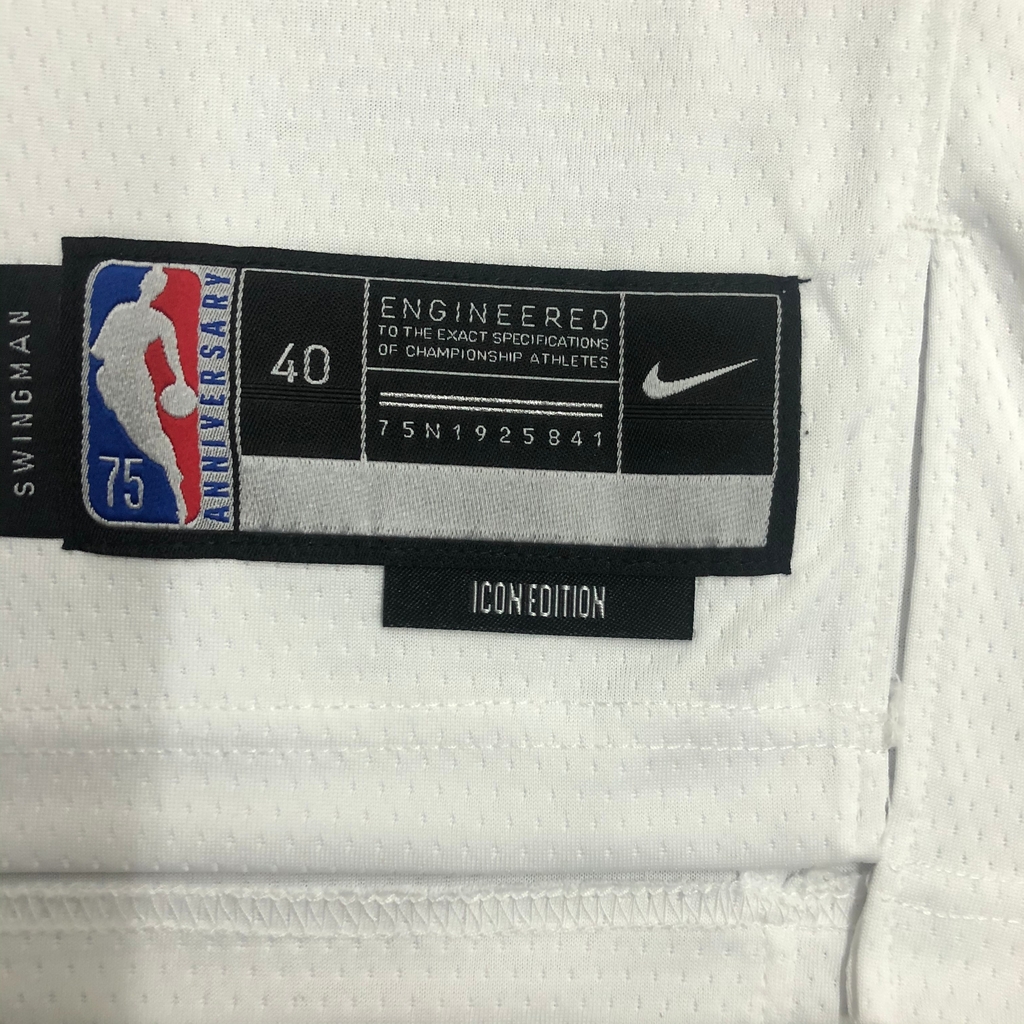 SWINGMAN
75
ANNIVERSARY
40
ENGINEERED
TO THE EXACT SPECIFICATIONS
OF CHAMPIONSHIP ATHLETES
75N1925841
ICON EDITION